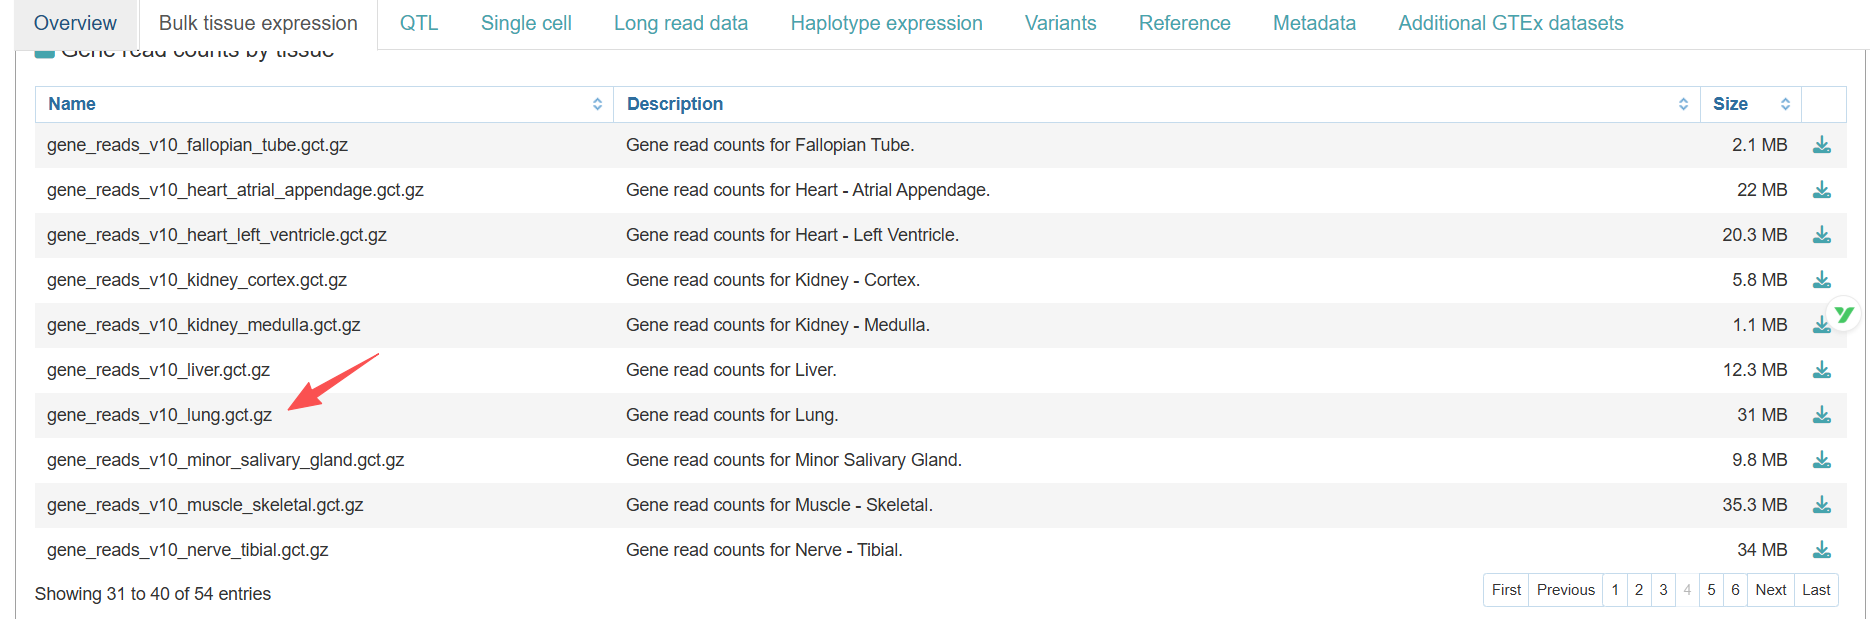 Overview Bulk tissue expression QTL Single cell Long read data Haplotype expression Variants Reference Metadata Additional GTEx datasets
Gene read counts by tissue
Name Description Size
gene_reads_v10_fallopian_tube.gct.gz Gene read counts for Fallopian Tube. 2.1 MB
gene_reads_v10_heart_atrial_appendage.gct.gz Gene read counts for Heart - Atrial Appendage. 22 MB
gene_reads_v10_heart_left_ventricle.gct.gz Gene read counts for Heart - Left Ventricle. 20.3 MB
gene_reads_v10_kidney_cortex.gct.gz Gene read counts for Kidney - Cortex. 5.8 MB
gene_reads_v10_kidney_medulla.gct.gz Gene read counts for Kidney - Medulla. 1.1 MB
gene_reads_v10_liver.gct.gz Gene read counts for Liver. 12.3 MB
gene_reads_v10_lung.gct.gz Gene read counts for Lung. 31 MB
gene_reads_v10_minor_salivary_gland.gct.gz Gene read counts for Minor Salivary Gland. 9.8 MB
gene_reads_v10_muscle_skeletal.gct.gz Gene read counts for Muscle - Skeletal. 35.3 MB
gene_reads_v10_nerve_tibial.gct.gz Gene read counts for Nerve - Tibial. 34 MB
Showing 31 to 40 of 54 entries First Previous 1 2 3 4 5 6 Next Last